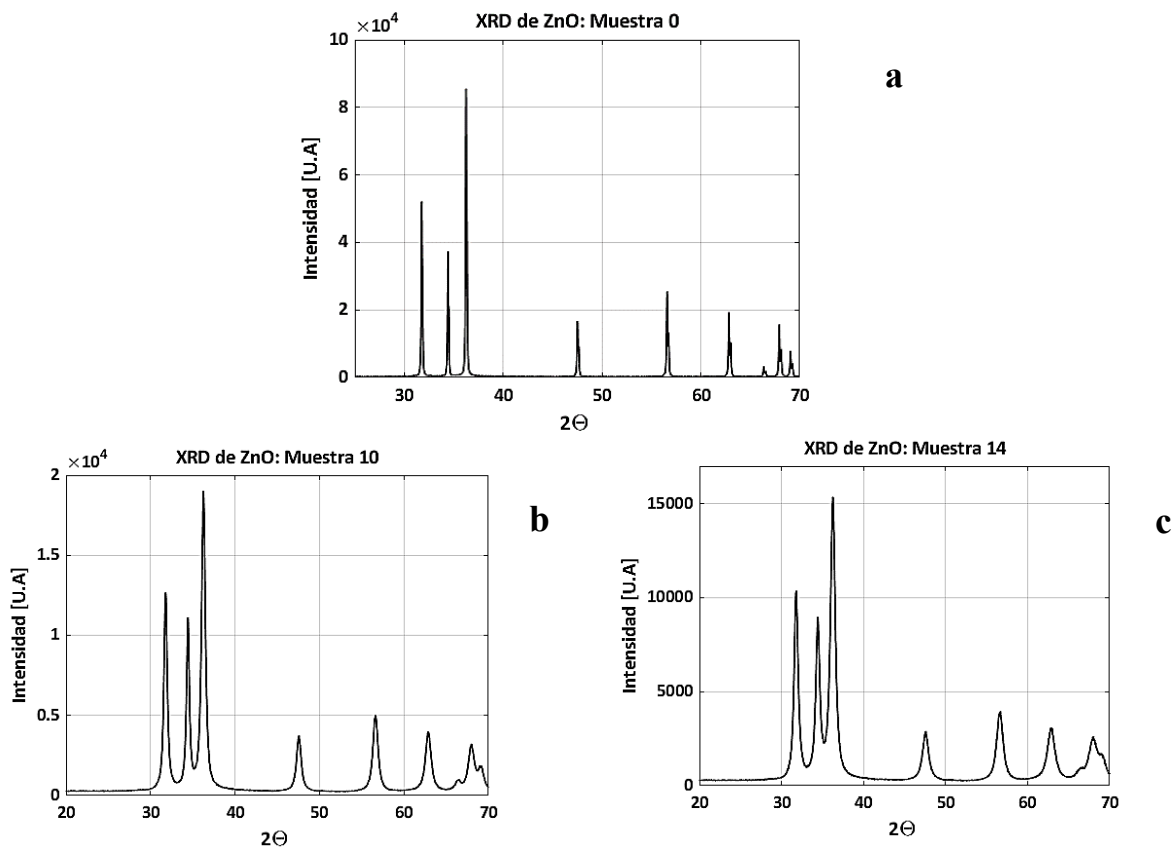 XRD de ZnO: Muestra 0
×10⁴
10
8
6
4
2
0
Intensidad [U.A]
30 40 50 60 70
2Θ
a
XRD de ZnO: Muestra 10
×10⁴
2
1.5
1
0.5
0
Intensidad [U.A]
20 30 40 50 60 70
2Θ
b
XRD de ZnO: Muestra 14
15000
10000
5000
0
Intensidad [U.A]
20 30 40 50 60 70
2Θ
c